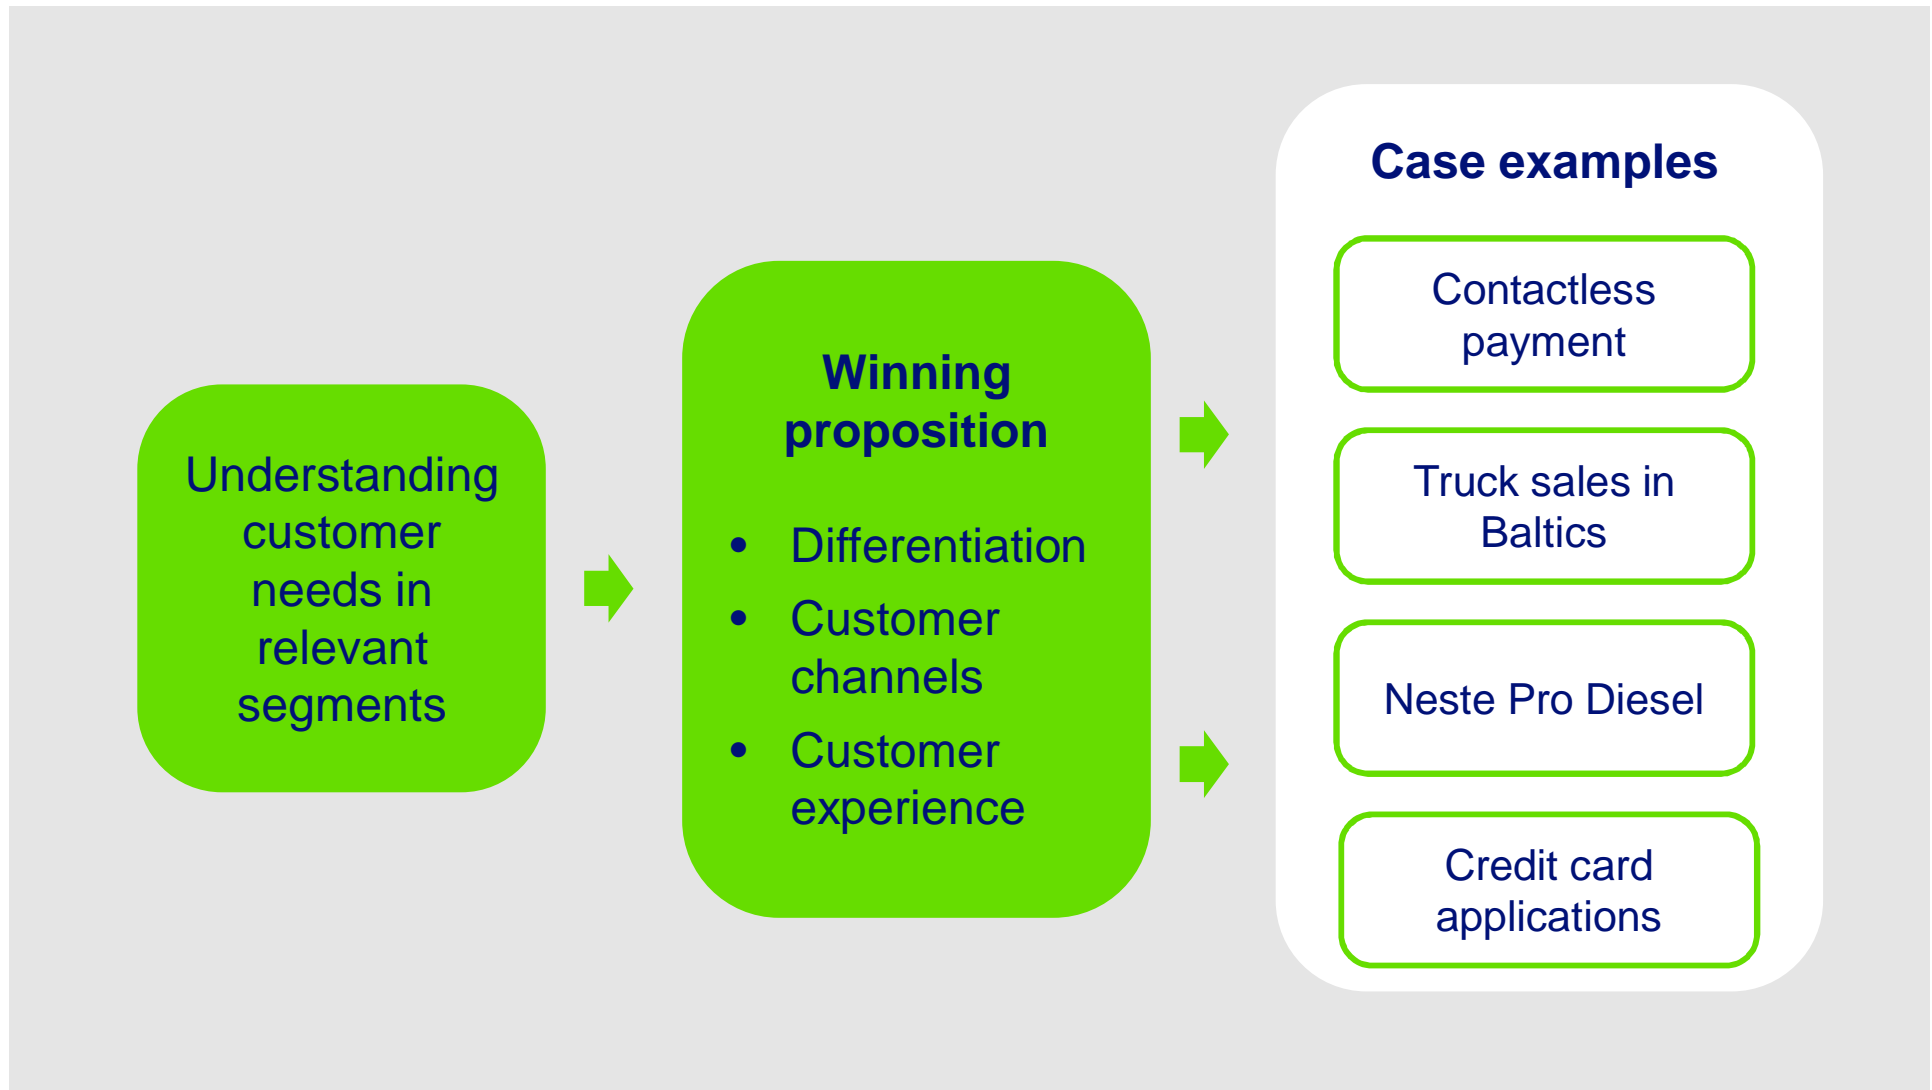 Understanding
customer
needs in
relevant
segments
Winning
proposition
• Differentiation
• Customer
channels
• Customer
experience
Case examples
Contactless
payment
Truck sales in
Baltics
Neste Pro Diesel
Credit card
applications